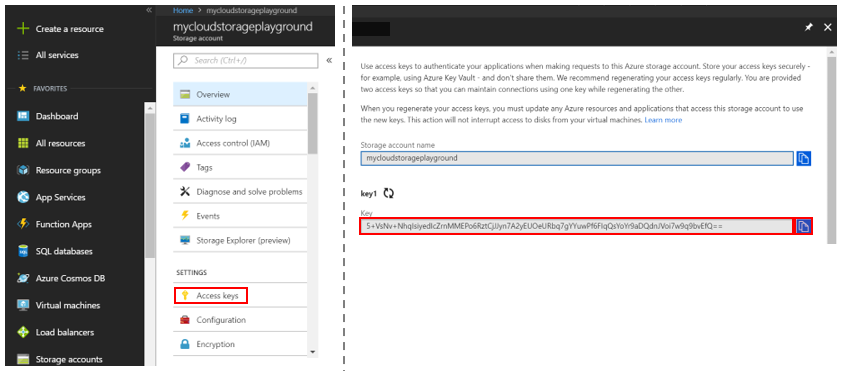 Create a resource
All services
FAVORITES
Dashboard
All resources
Resource groups
App Services
Function Apps
SQL databases
Azure Cosmos DB
Virtual machines
Load balancers
Storage accounts
Home > mycloudstorageplayground
mycloudstorageplayground
Storage account
Search (Ctrl+/)
Overview
Activity log
Access control (IAM)
Tags
Diagnose and solve problems
Events
Storage Explorer (preview)
SETTINGS
Access keys
Configuration
Encryption
Use access keys to authenticate your applications when making requests to this Azure storage account. Store your access keys securely -
for example, using Azure Key Vault - and don't share them. We recommend regenerating your access keys regularly. You are provided
two access keys so that you can maintain connections using one key while regenerating the other.
When you regenerate your access keys, you must update any Azure resources and applications that access this storage account to use
the new keys. This action will not interrupt access to disks from your virtual machines. Learn more
Storage account name
mycloudstorageplayground
key1
Key